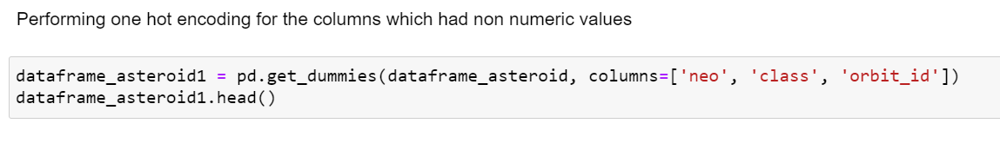 Performing one hot encoding for the columns which had non numeric values
dataframe_asteroid1 = pd.get_dummies(dataframe_asteroid, columns=['neo', 'class', 'orbit_id'])
dataframe_asteroid1.head()